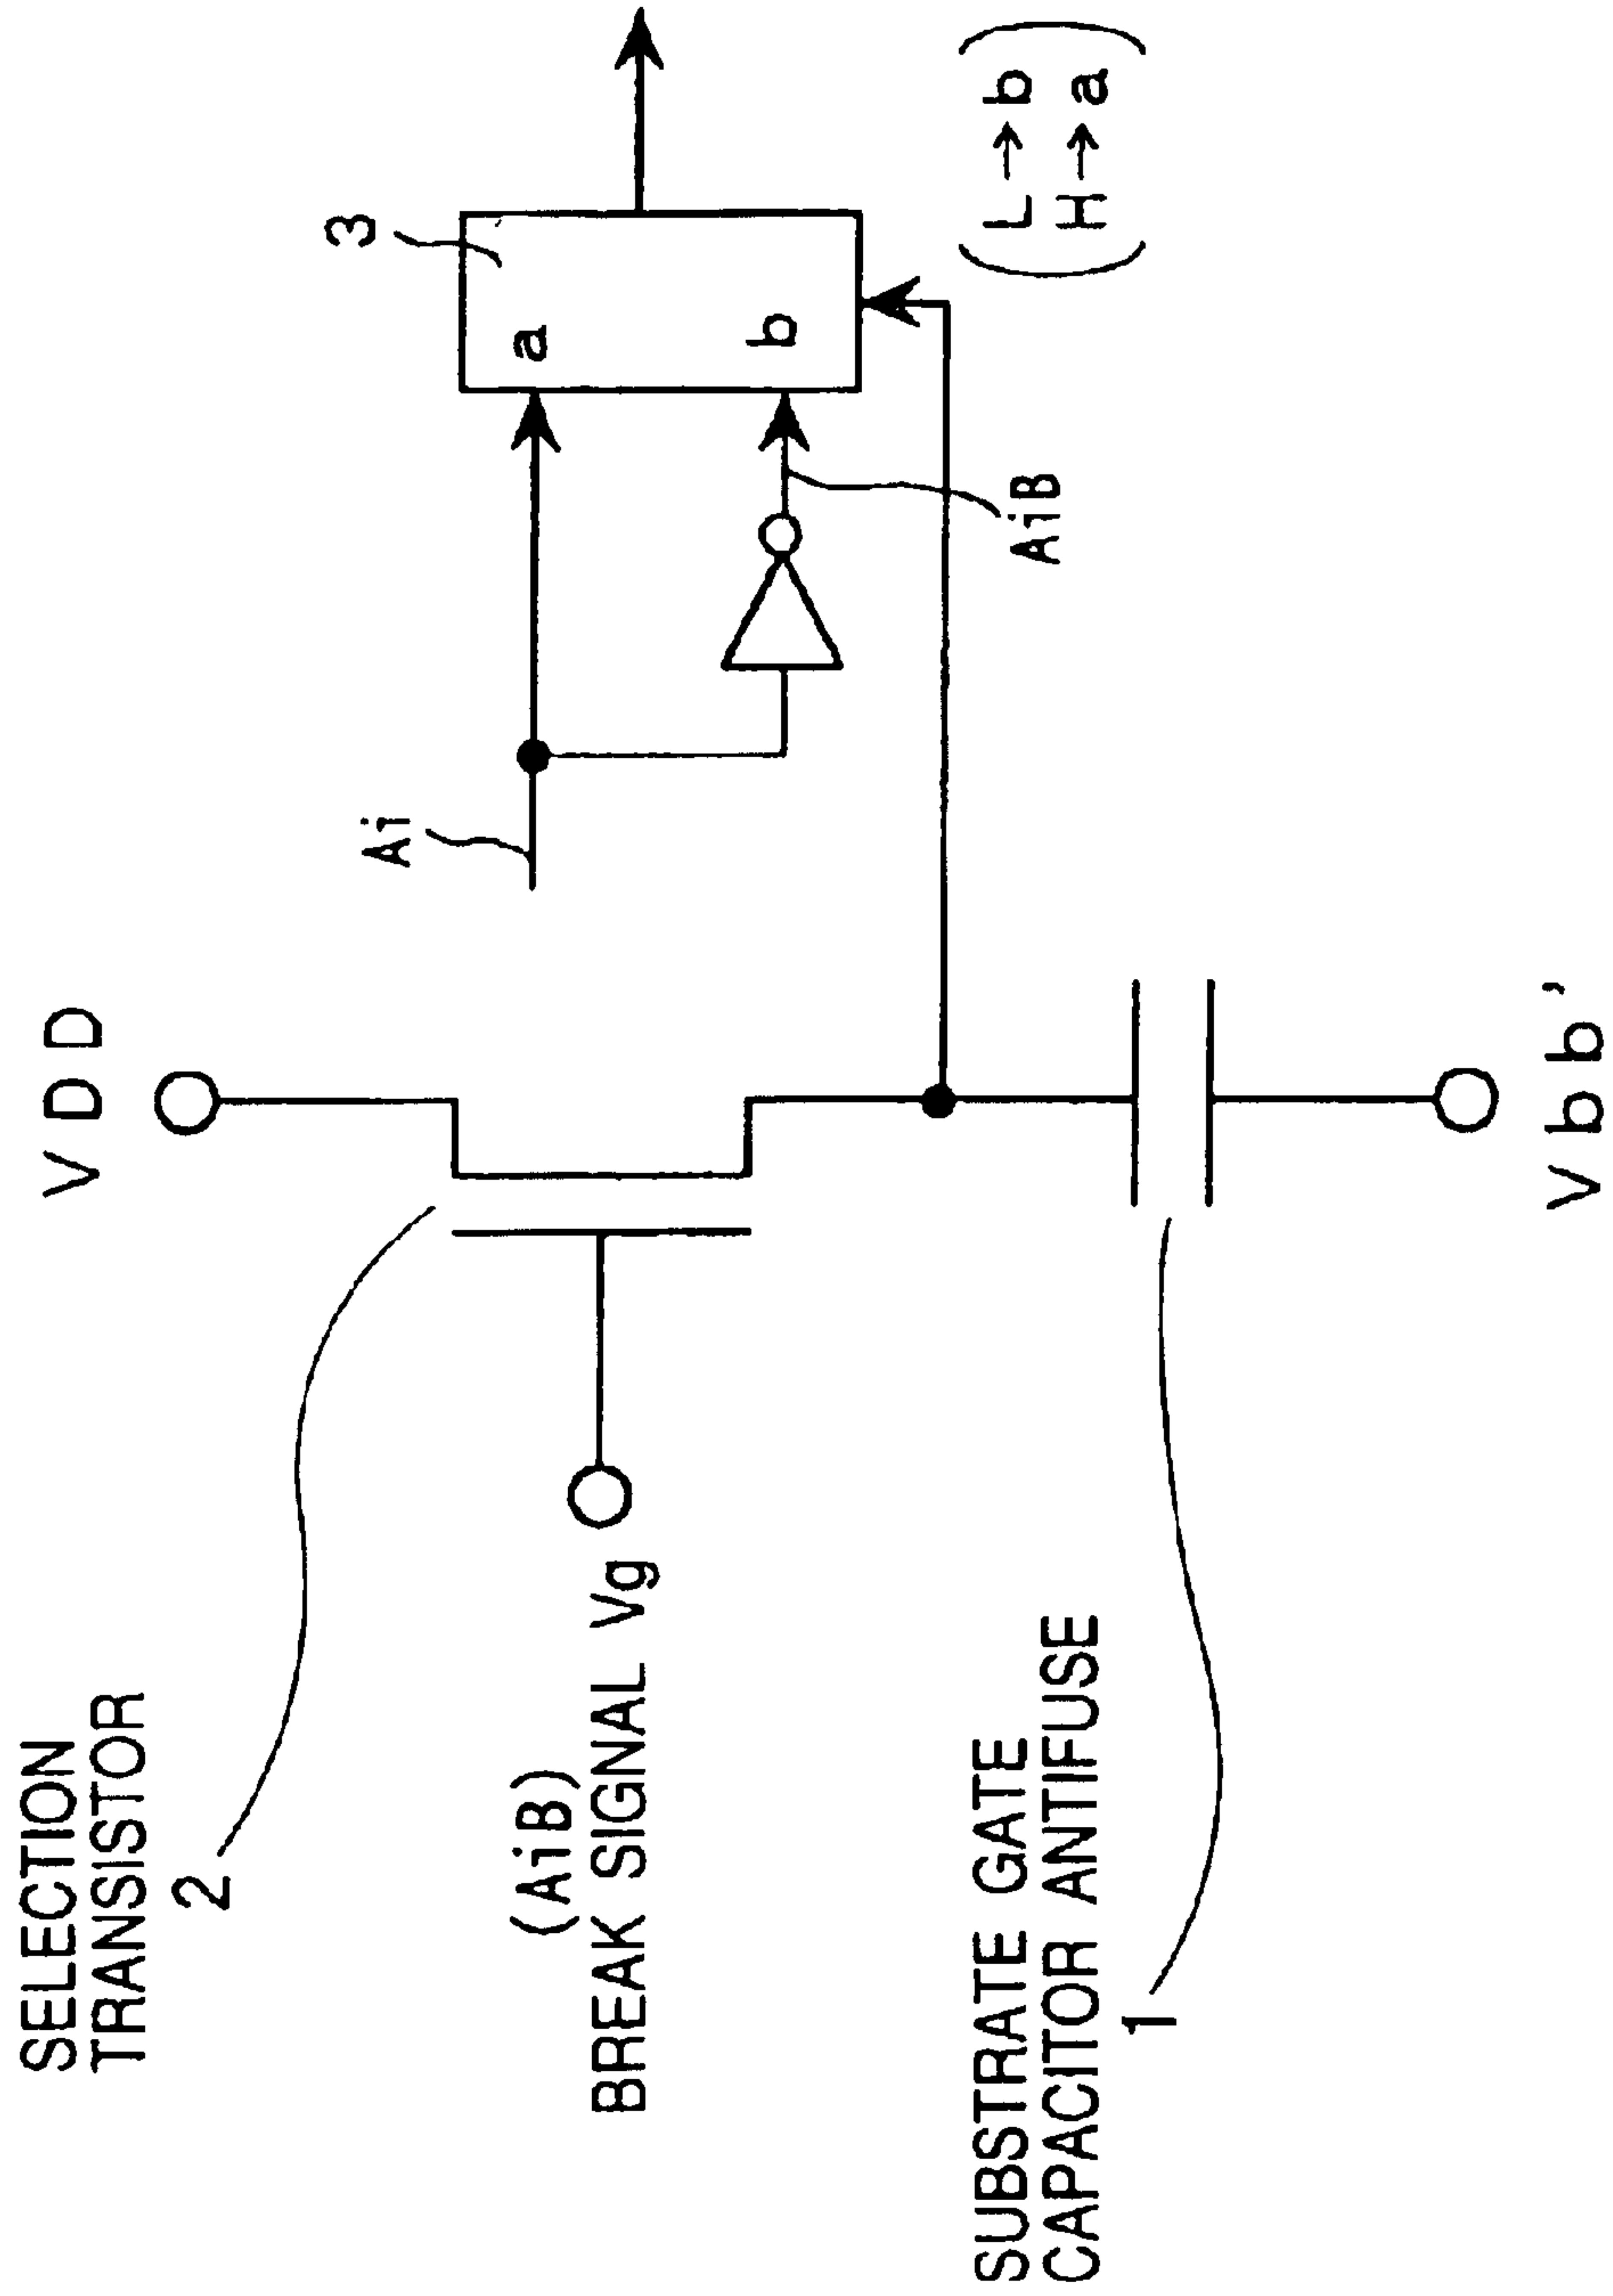 SELECTION
TRANSISTOR
2
VDD
(AiB)
BREAK SIGNAL Vg
SUBSTRATE GATE
CAPACITOR ANTIFUSE
1
Vbb'
Ai
3
a
b
AiB
L→b
H→a